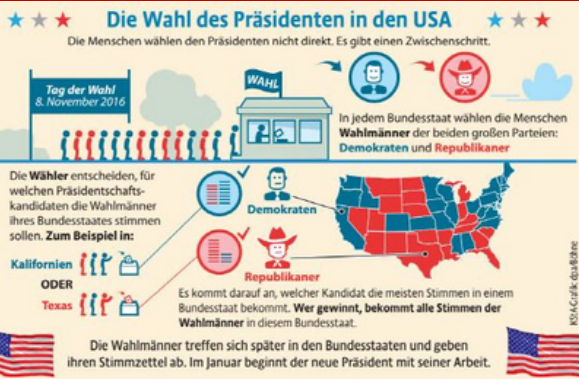 Die Wahl des Präsidenten in den USA
Die Menschen wählen den Präsidenten nicht direkt. Es gibt einen Zwischenschritt.
Tag der Wahl
8. November 2016
WAHL
In jedem Bundesstaat wählen die Menschen
Wahlmänner der beiden großen Parteien:
Demokraten und Republikaner
Die Wähler entscheiden, für
welchen Präsidentschafts-
kandidaten die Wahlmänner
ihres Bundesstaates stimmen
sollen. Zum Beispiel in:
Kalifornien
ODER
Texas
Demokraten
Republikaner
Es kommt darauf an, welcher Kandidat die meisten Stimmen in einem
Bundesstaat bekommt. Wer gewinnt, bekommt alle Stimmen der
Wahlmänner in diesem Bundesstaat.
KStA-Grafik: dpa/Böhne
Die Wahlmänner treffen sich später in den Bundesstaaten und geben
ihren Stimmzettel ab. Im Januar beginnt der neue Präsident mit seiner Arbeit.